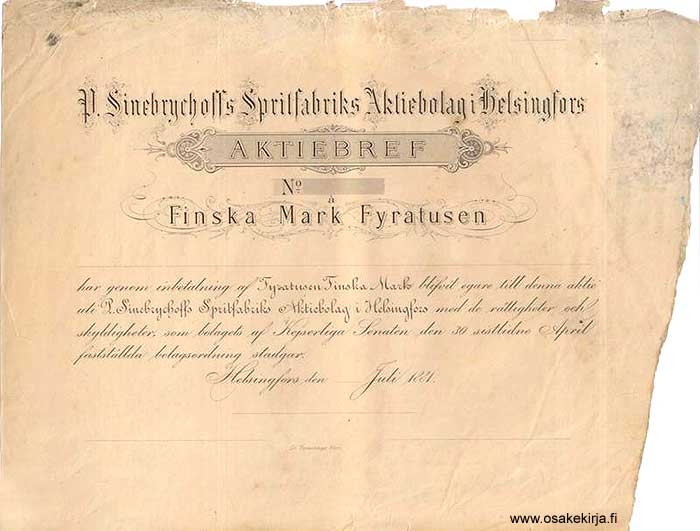 P. Sinebrychoffs Spritfabriks Aktiebolag i Helsingfors
AKTIEBREF
No
à
Finska Mark Fyratusen
har genom inbetalning af Fyratusen Finska Mark blifvit egare till denna aktie
uti P. Sinebrychoffs Spritfabriks Aktiebolag i Helsingfors med de rättigheter och
skyldigheter, som bolagets af Kejserliga Senaten den 30 sistlidne April
fastställda bolagsordning stadgar.
Helsingfors den Juli 1881.
www.osakekirja.fi